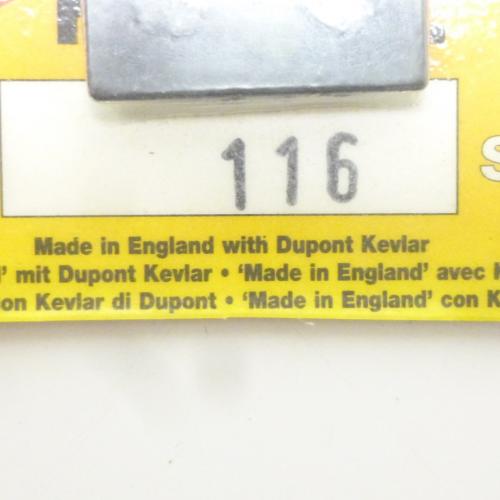 116
S
Made in England with Dupont Kevlar
' mit Dupont Kevlar • 'Made in England' avec K
on Kevlar di Dupont • 'Made in England' con K